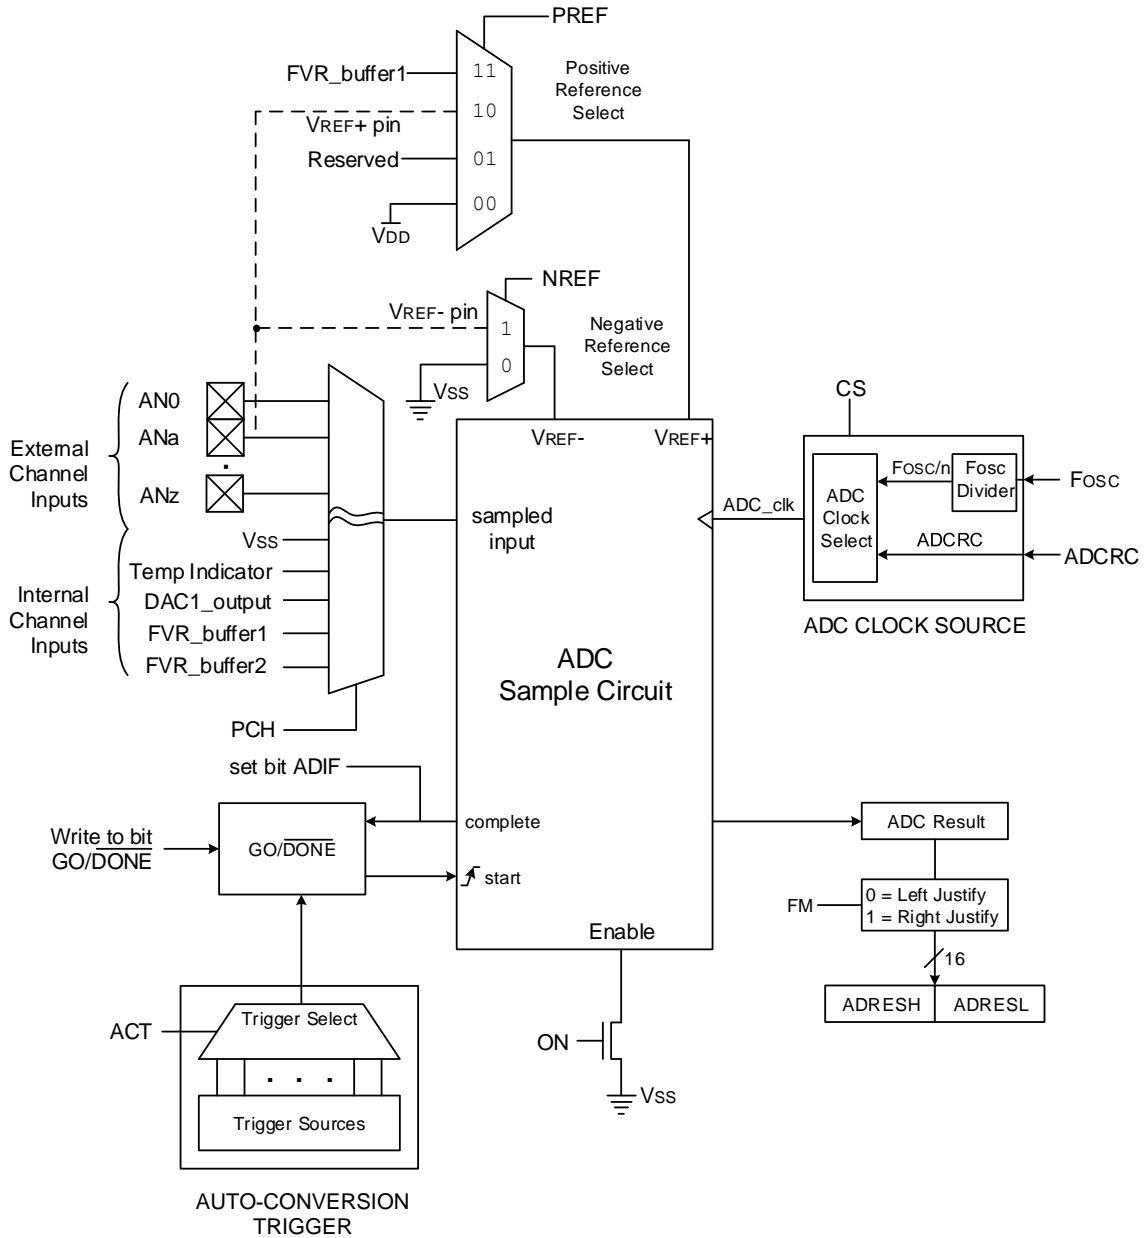 PREF
FVR_buffer1
11
Positive
Reference
Select
10
VREF+ pin
Reserved
01
00
VDD
NREF
VREF- pin
1
Negative
Reference
Select
0
VSS
External
Channel
Inputs
AN0
ANa
.
ANz
VSS
Internal
Channel
Inputs
Temp Indicator
DAC1_output
FVR_buffer1
FVR_buffer2
PCH
VREF-
VREF+
sampled
input
ADC_clk
ADC
Sample Circuit
CS
ADC
Clock
Select
FOSC/n
Fosc
Divider
FOSC
ADCRC
ADCRC
ADC CLOCK SOURCE
set bit ADIF
Write to bit
GO/DONE
GO/DONE
complete
start
Enable
ADC Result
FM
0 = Left Justify
1 = Right Justify
16
ADRESH
ADRESL
ON
VSS
ACT
Trigger Select
. . .
Trigger Sources
AUTO-CONVERSION
TRIGGER